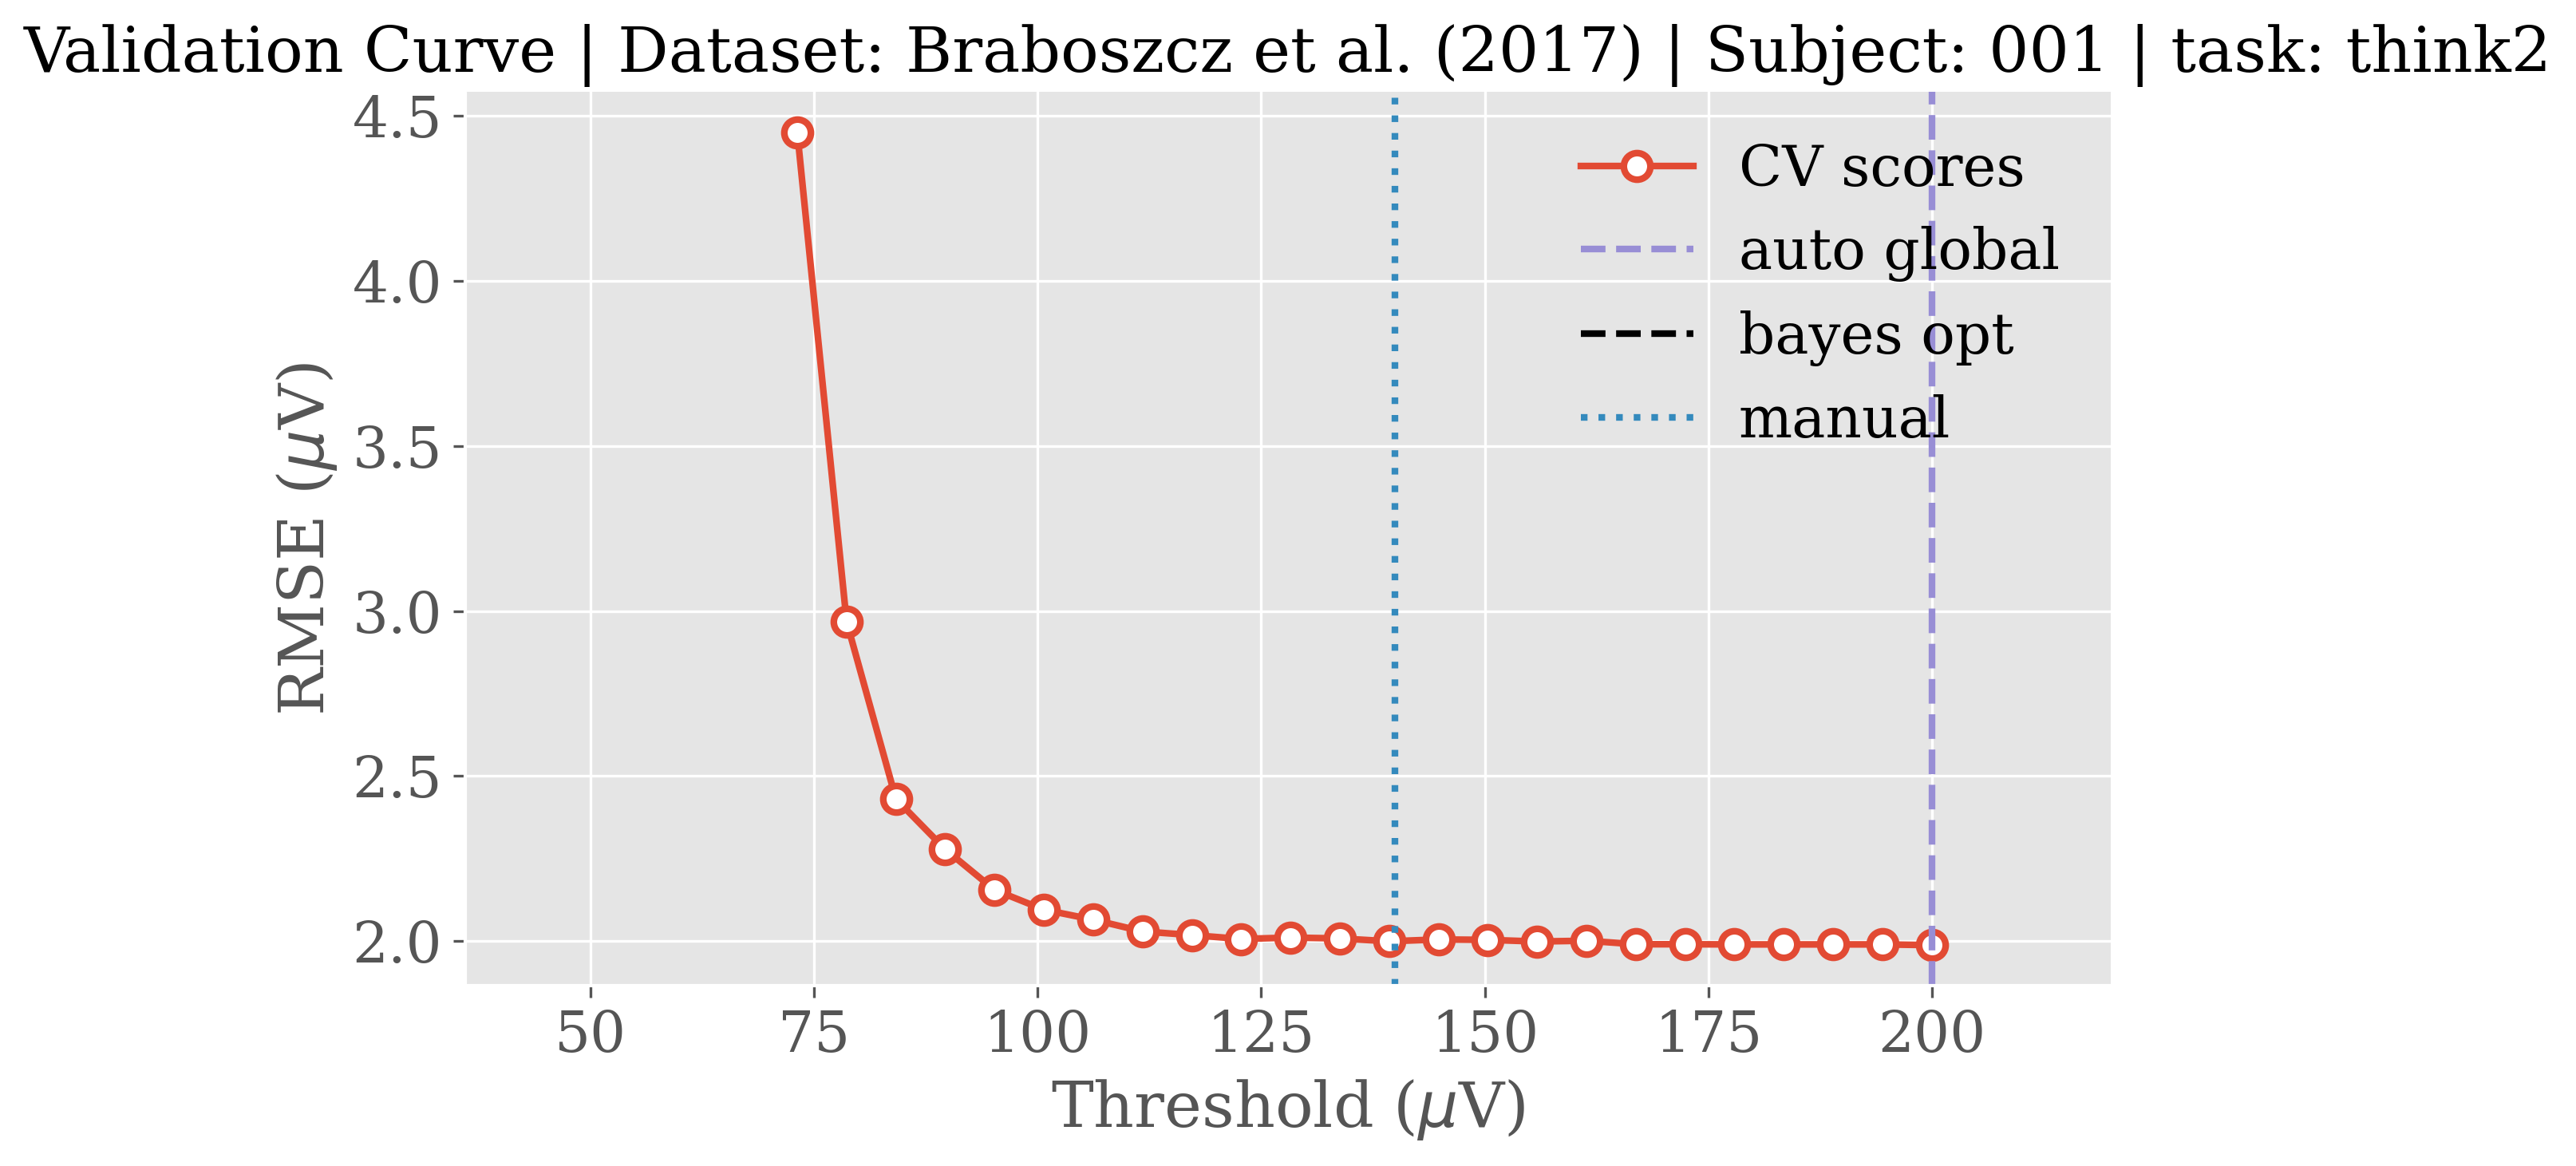 Validation Curve | Dataset: Braboszcz et al. (2017) | Subject: 001 | task: think2
4.5
4.0
3.5
3.0
2.5
2.0
RMSE (μV)
CV scores
auto global
bayes opt
manual
50 75 100 125 150 175 200
Threshold (μV)